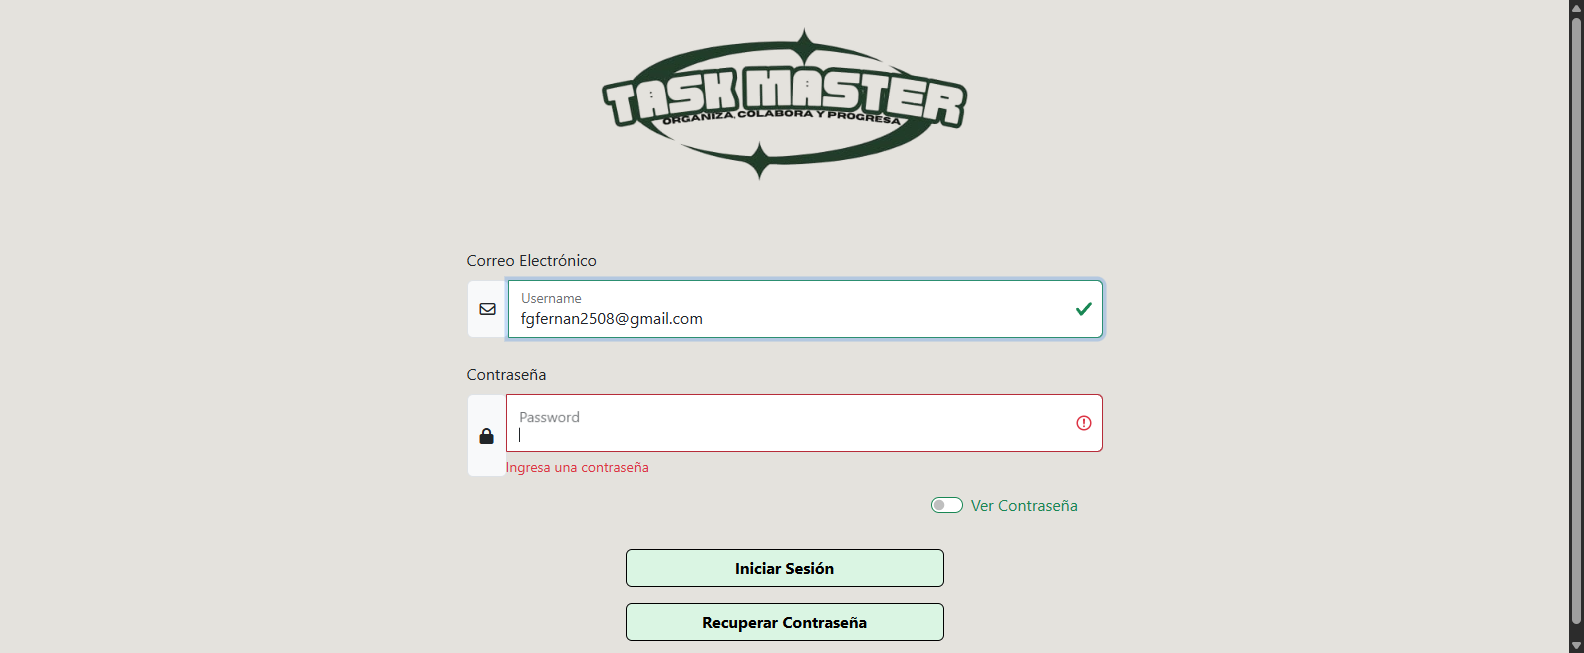 TASK MASTER
ORGANIZA, COLABORA Y PROGRESA
Correo Electrónico
Username
fgfernan2508@gmail.com
Contraseña
Password
Ingresa una contraseña
Ver Contraseña
Iniciar Sesión
Recuperar Contraseña